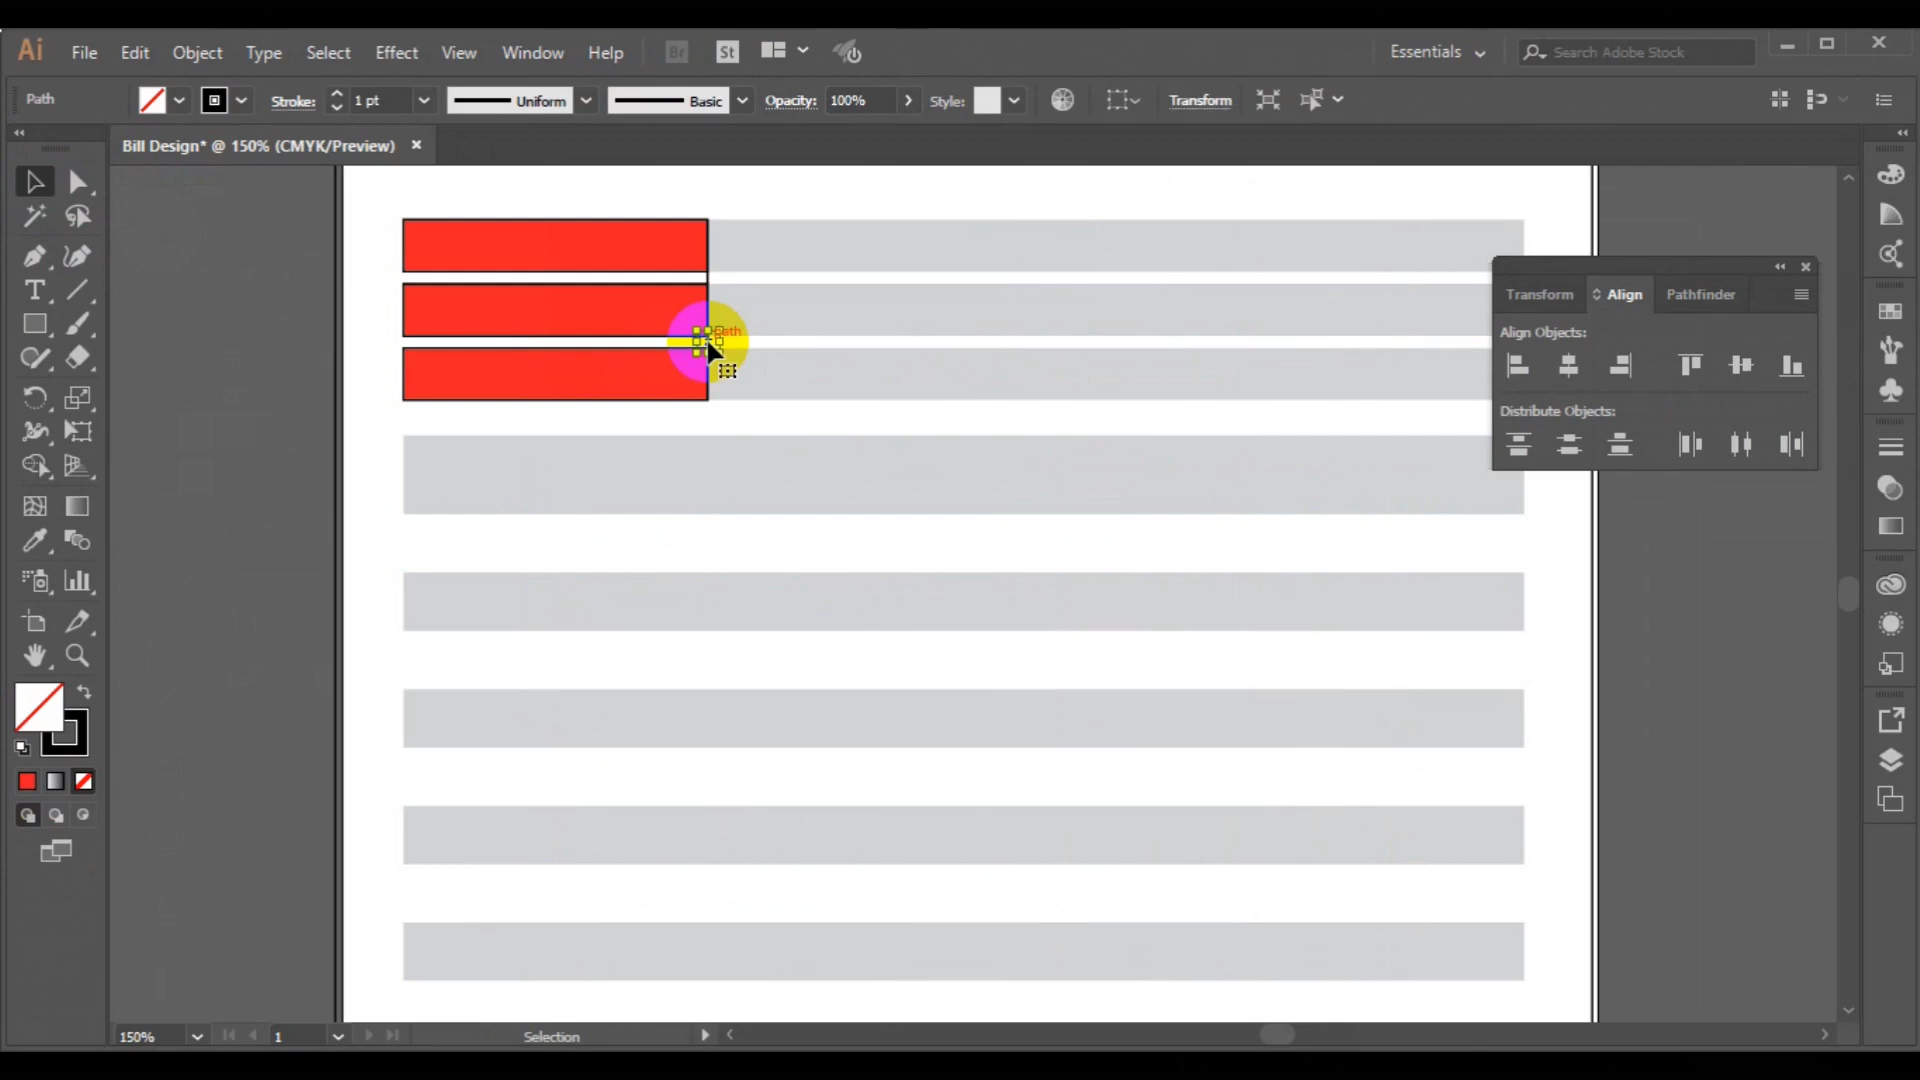 Ai File Edit Object Type Select Effect View Window Help Br St Essentials Search Adobe Stock
Path Stroke: 1 pt Uniform Basic Opacity: 100% Style: Transform
Bill Design* @ 150% (CMYK/Preview)
path
Transform Align Pathfinder
Align Objects:
Distribute Objects:
150% 1 Selection